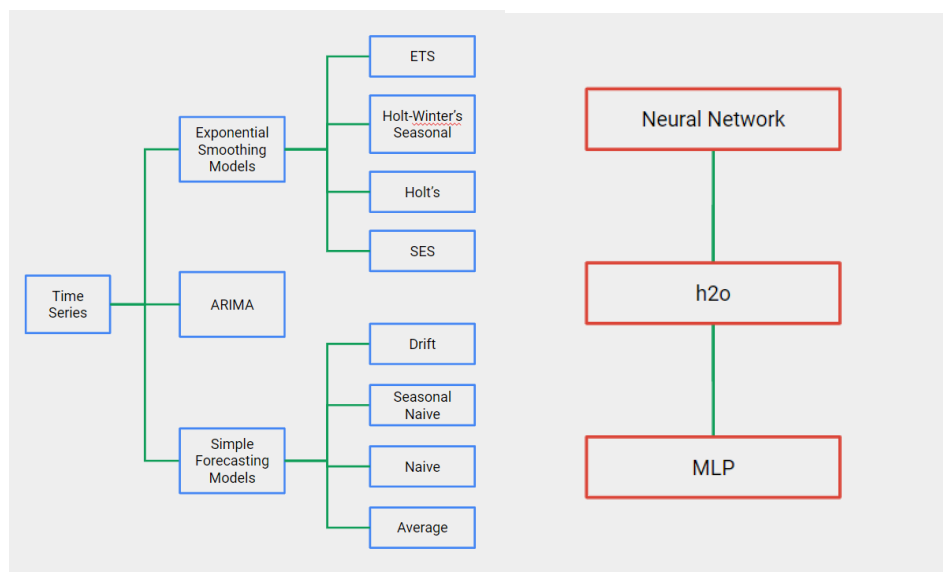 Time
Series
Exponential
Smoothing
Models
ETS
Holt-Winter's
Seasonal
Holt's
SES
ARIMA
Simple
Forecasting
Models
Drift
Seasonal
Naive
Naive
Average
Neural Network
h2o
MLP